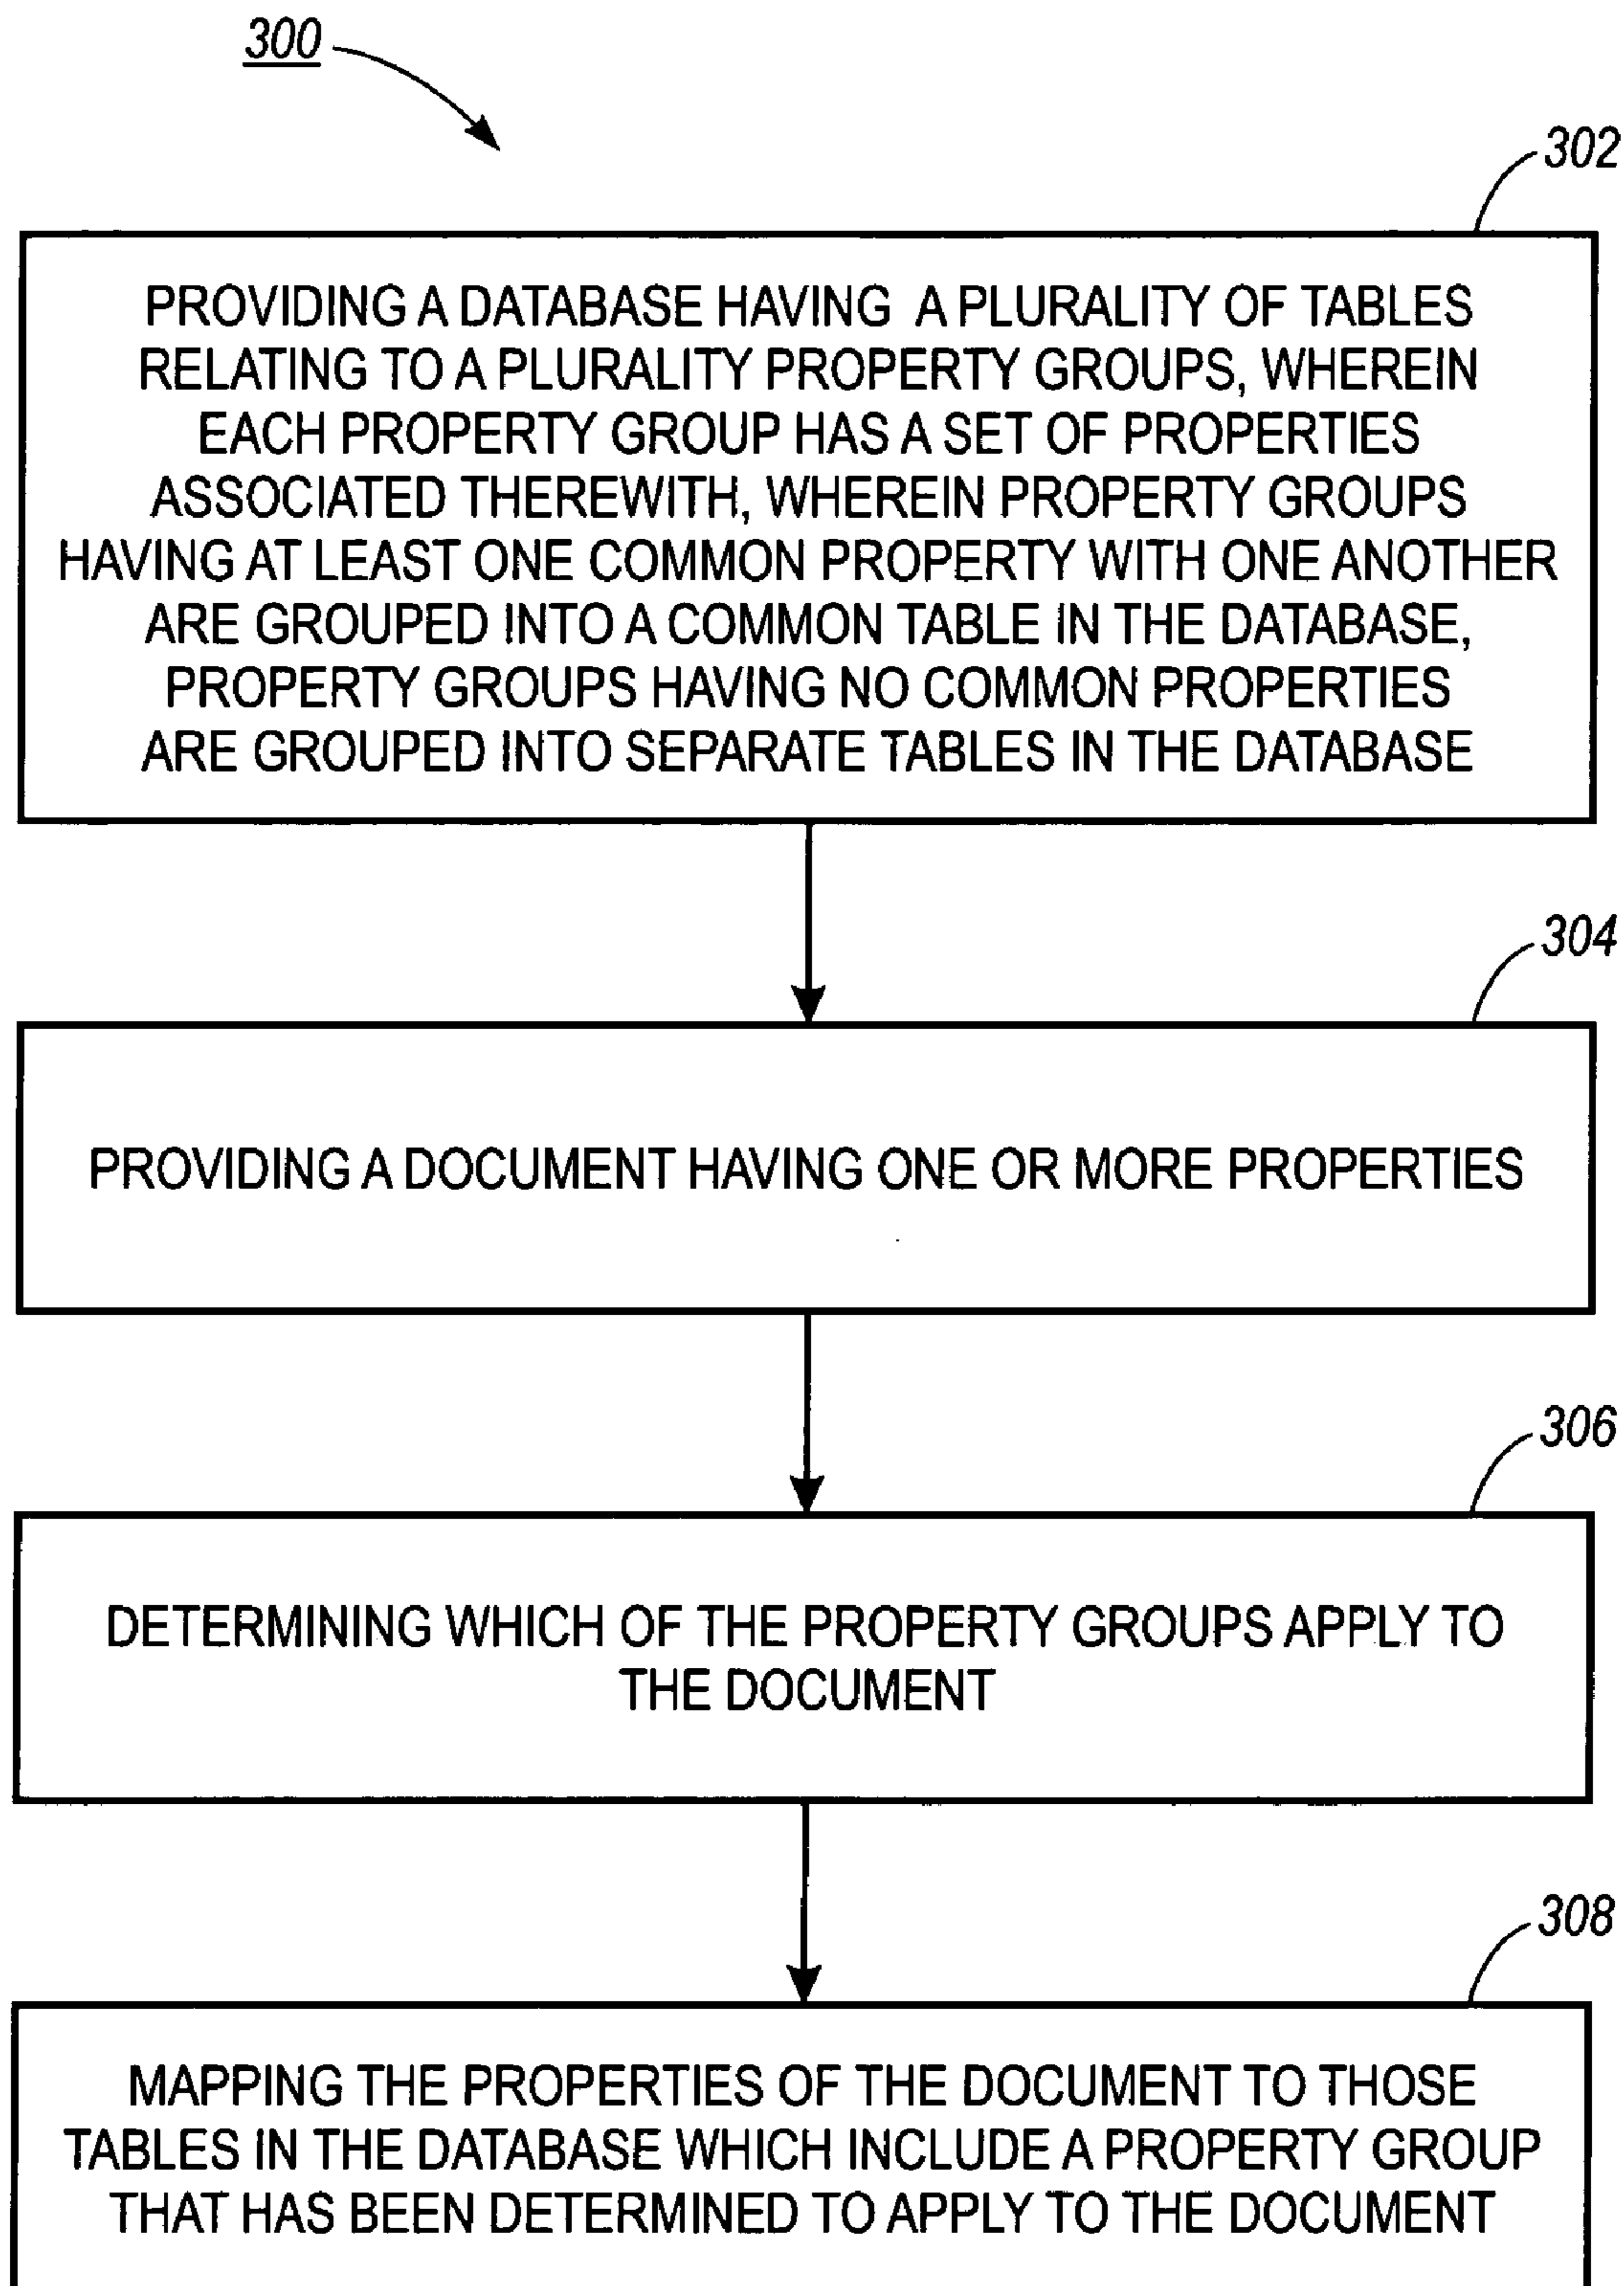 300
302
PROVIDING A DATABASE HAVING A PLURALITY OF TABLES
RELATING TO A PLURALITY PROPERTY GROUPS, WHEREIN
EACH PROPERTY GROUP HAS A SET OF PROPERTIES
ASSOCIATED THEREWITH, WHEREIN PROPERTY GROUPS
HAVING AT LEAST ONE COMMON PROPERTY WITH ONE ANOTHER
ARE GROUPED INTO A COMMON TABLE IN THE DATABASE,
PROPERTY GROUPS HAVING NO COMMON PROPERTIES
ARE GROUPED INTO SEPARATE TABLES IN THE DATABASE
304
PROVIDING A DOCUMENT HAVING ONE OR MORE PROPERTIES
306
DETERMINING WHICH OF THE PROPERTY GROUPS APPLY TO
THE DOCUMENT
308
MAPPING THE PROPERTIES OF THE DOCUMENT TO THOSE
TABLES IN THE DATABASE WHICH INCLUDE A PROPERTY GROUP
THAT HAS BEEN DETERMINED TO APPLY TO THE DOCUMENT